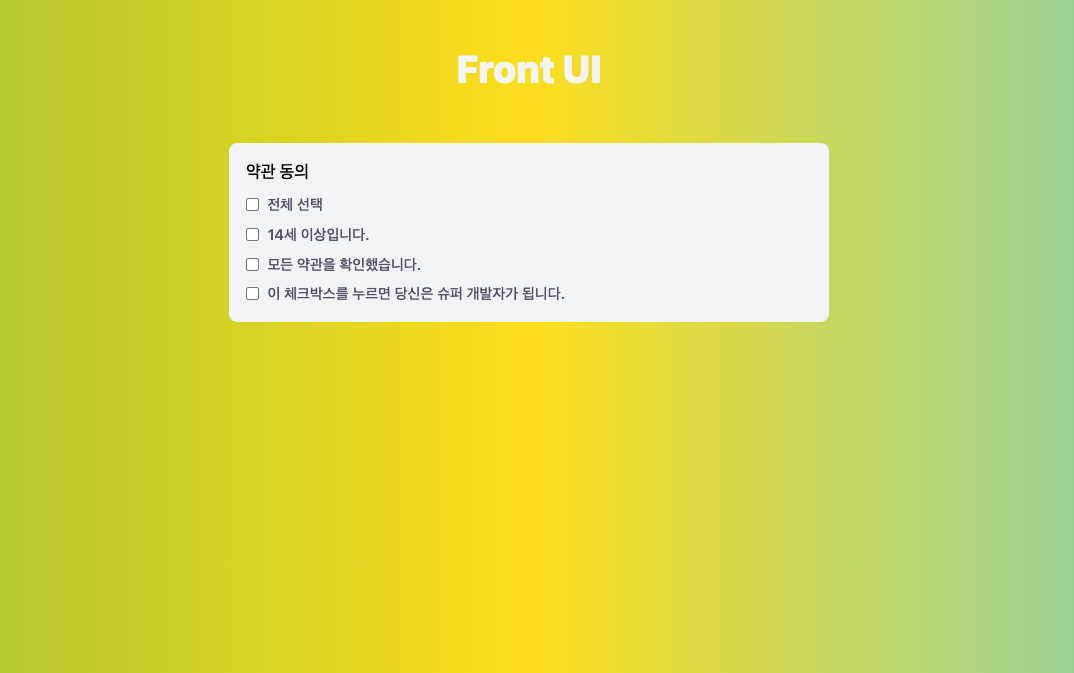 Front UI
약관 동의
전체 선택
14세 이상입니다.
모든 약관을 확인했습니다.
이 체크박스를 누르면 당신은 슈퍼 개발자가 됩니다.